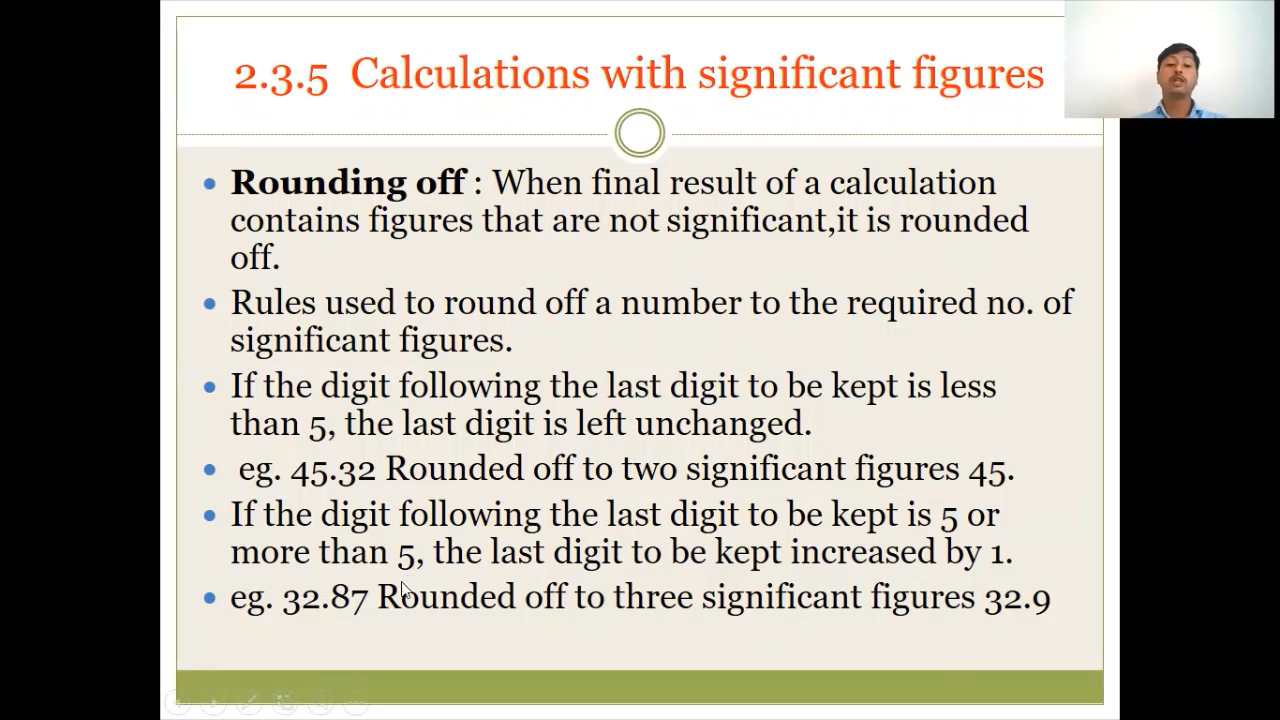 2.3.5 Calculations with significant figures
• Rounding off : When final result of a calculation
contains figures that are not significant,it is rounded
off.
• Rules used to round off a number to the required no. of
significant figures.
• If the digit following the last digit to be kept is less
than 5, the last digit is left unchanged.
• eg. 45.32 Rounded off to two significant figures 45.
• If the digit following the last digit to be kept is 5 or
more than 5, the last digit to be kept increased by 1.
• eg. 32.87 Rounded off to three significant figures 32.9